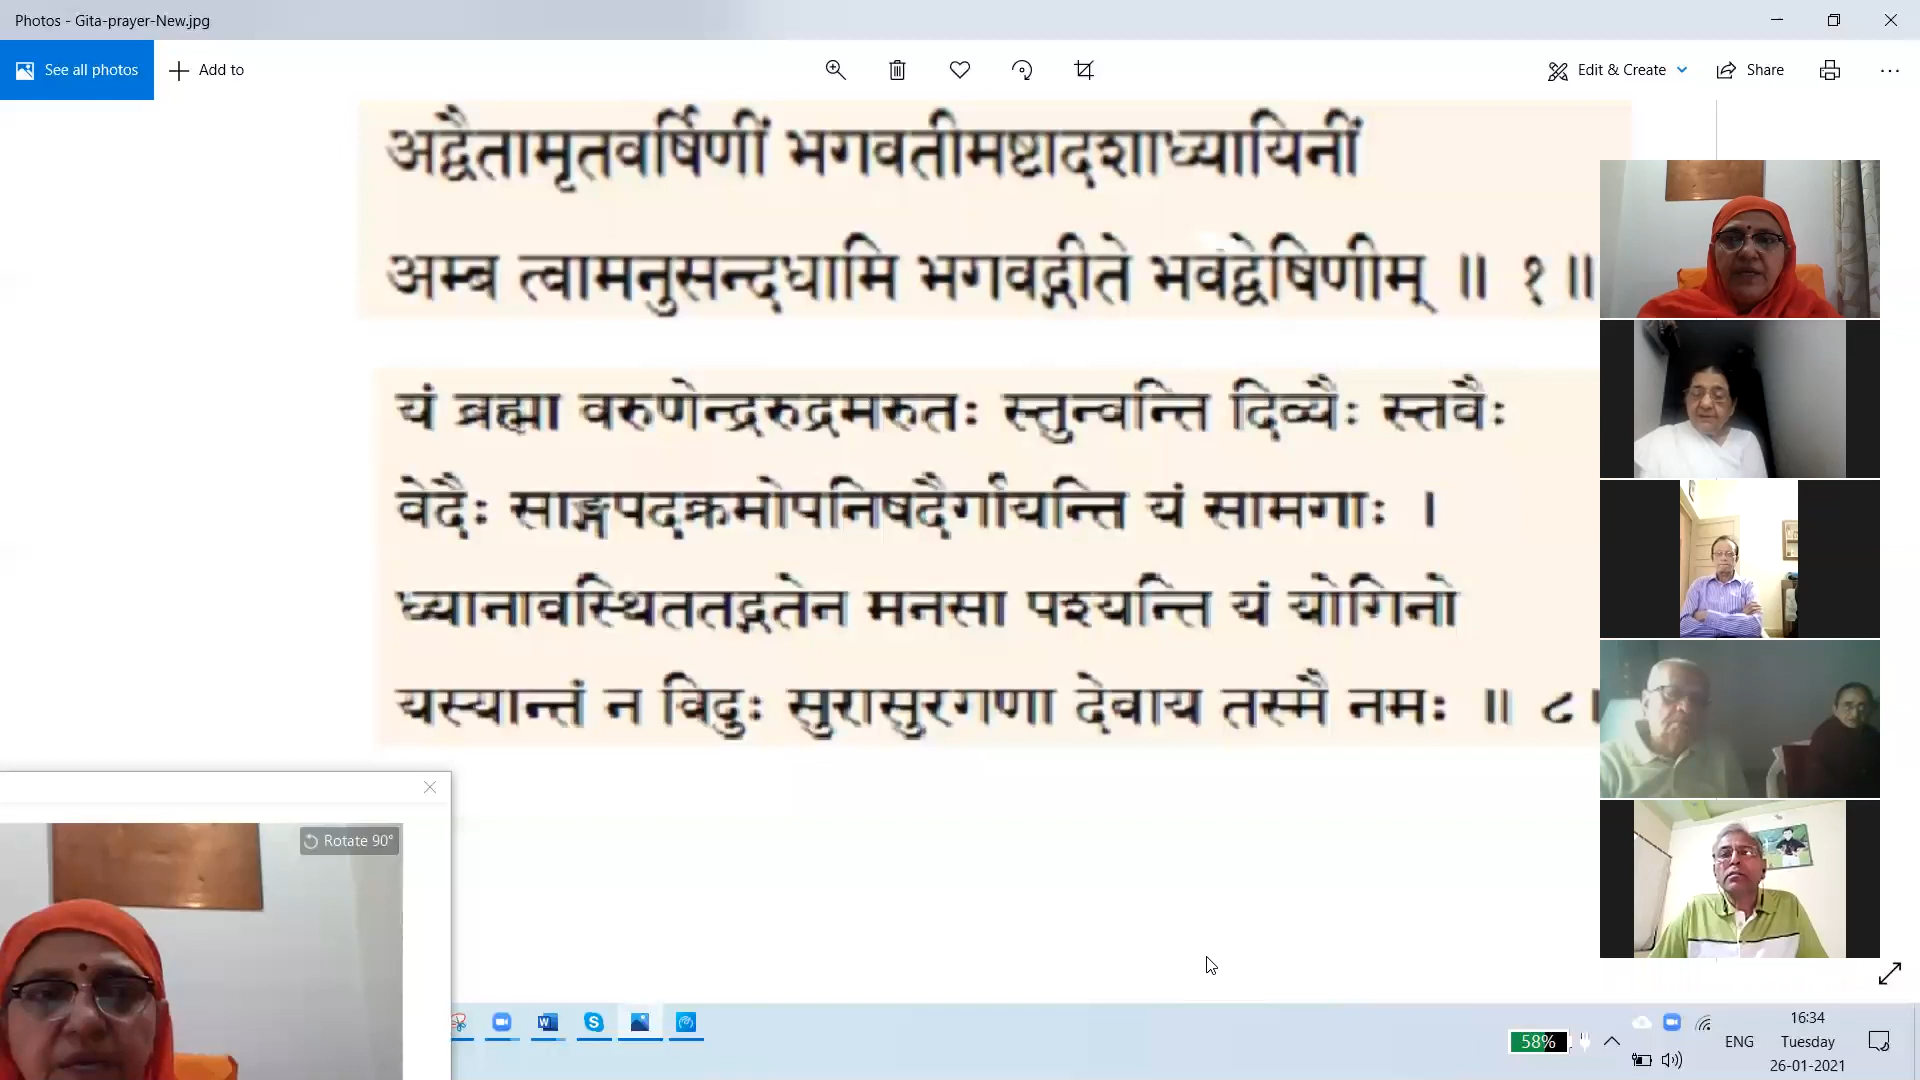 Photos - Gita-prayer-New.jpg
See all photos
Add to
Edit & Create
Share
अद्वैतामृतवर्षिणीं भगवतीमष्टादशाध्यायिनीं
अम्ब त्वामनुसन्दधामि भगवद्गीते भवद्वेषिणीम् ॥ १ ॥
यं ब्रह्मा वरुणेन्द्ररुद्रमरुतः स्तुन्वन्ति दिव्यैः स्तवैः
वेदैः साङ्गपदक्रमोपनिषदैर्गायन्ति यं सामगाः ।
ध्यानावस्थिततद्गतेन मनसा पश्यन्ति यं योगिनो
यस्यान्तं न विदुः सुरासुरगणा देवाय तस्मै नमः ॥ ८।
Rotate 90°
58%
ENG
16:34
Tuesday
26-01-2021